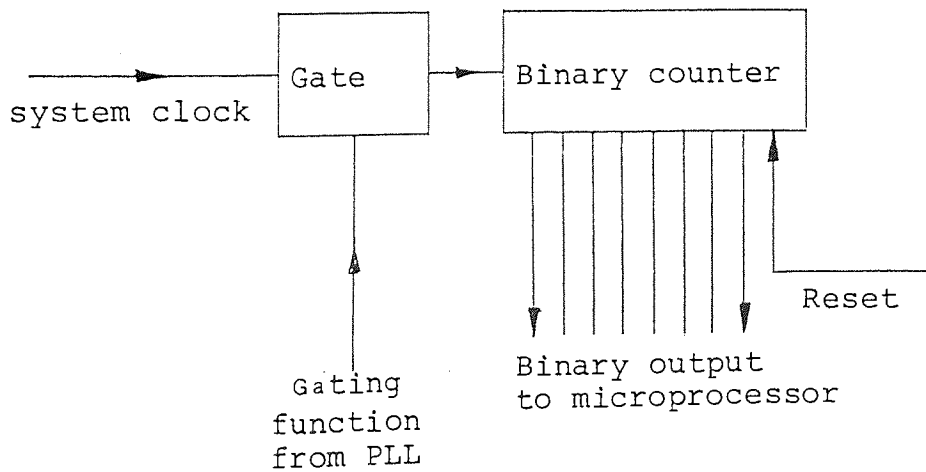 Gate
Binary counter
system clock
Reset
Gating
function
from PLL
Binary output
to microprocessor